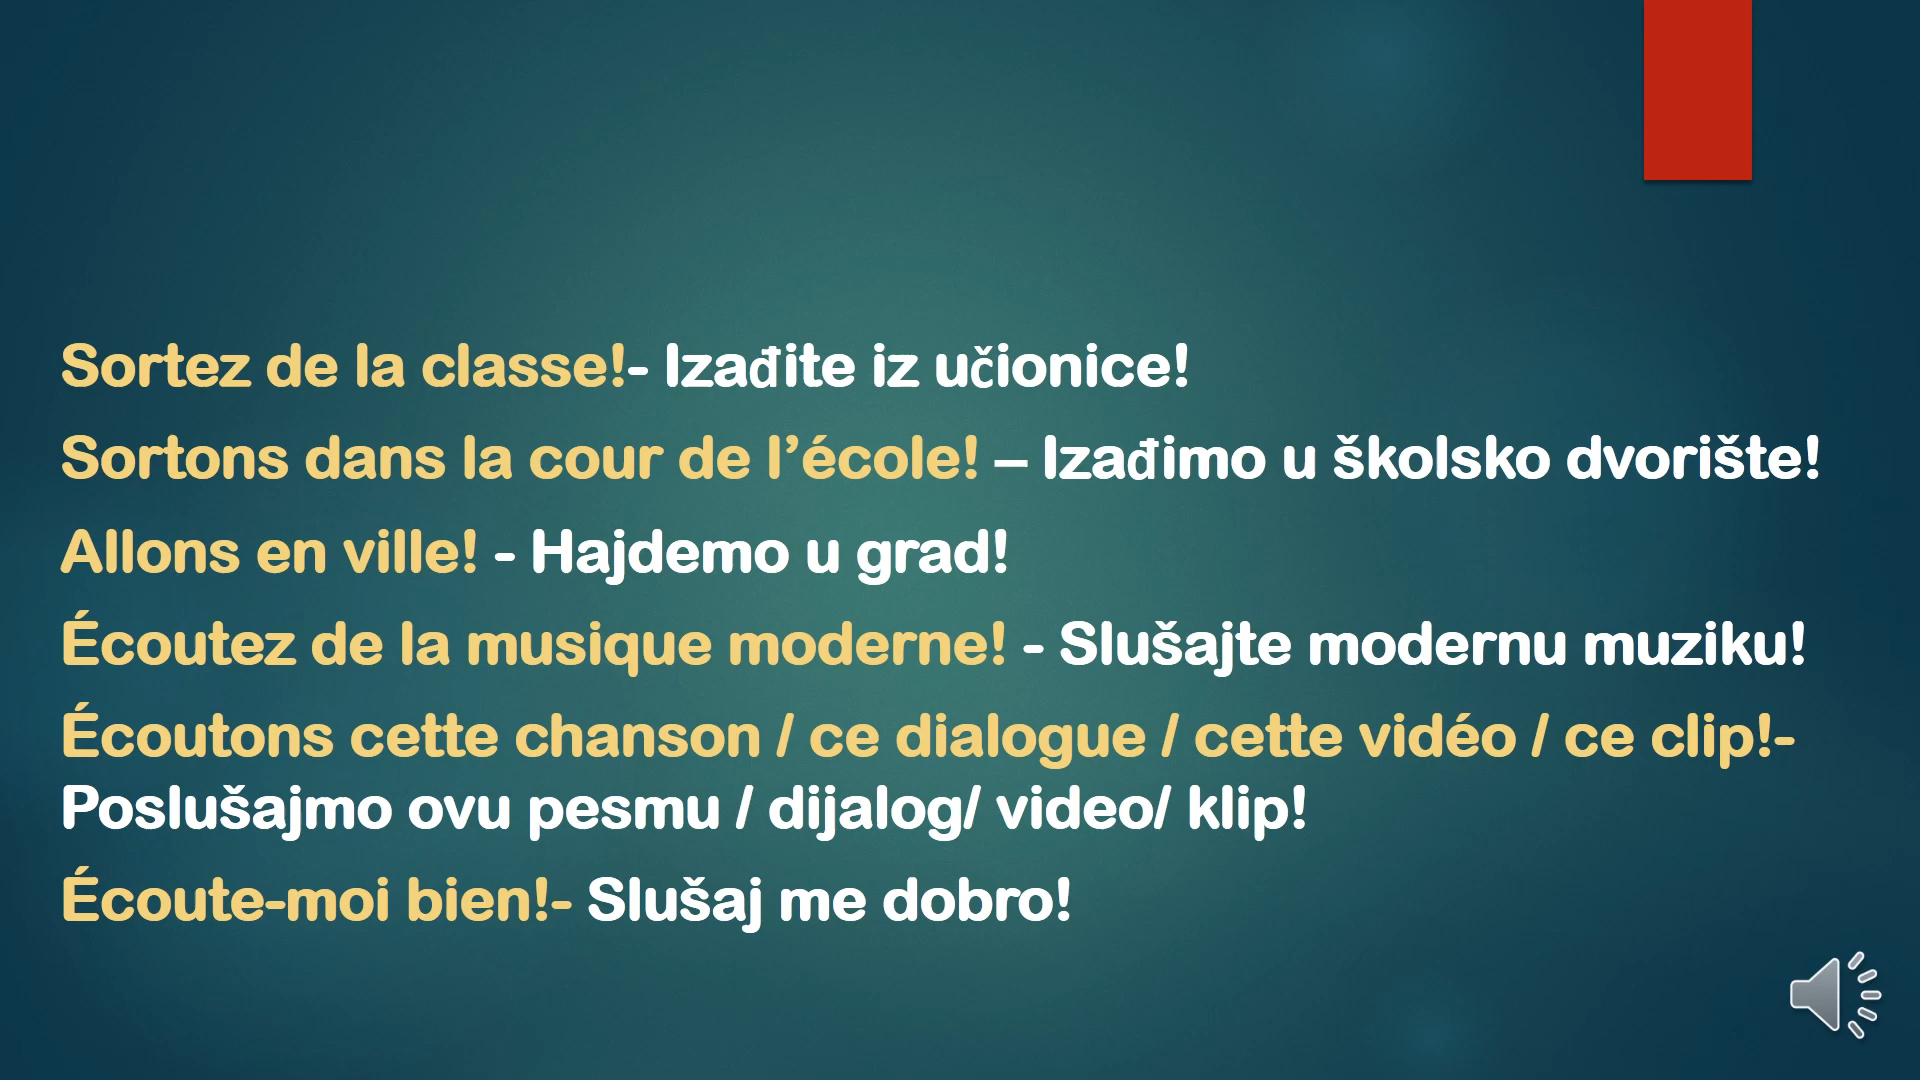 Sortez de la classe!- Izađite iz učionice!
Sortons dans la cour de l’école! – Izađimo u školsko dvorište!
Allons en ville! - Hajdemo u grad!
Écoutez de la musique moderne! - Slušajte modernu muziku!
Écoutons cette chanson / ce dialogue / cette vidéo / ce clip!-
Poslušajmo ovu pesmu / dijalog/ video/ klip!
Écoute-moi bien!- Slušaj me dobro!